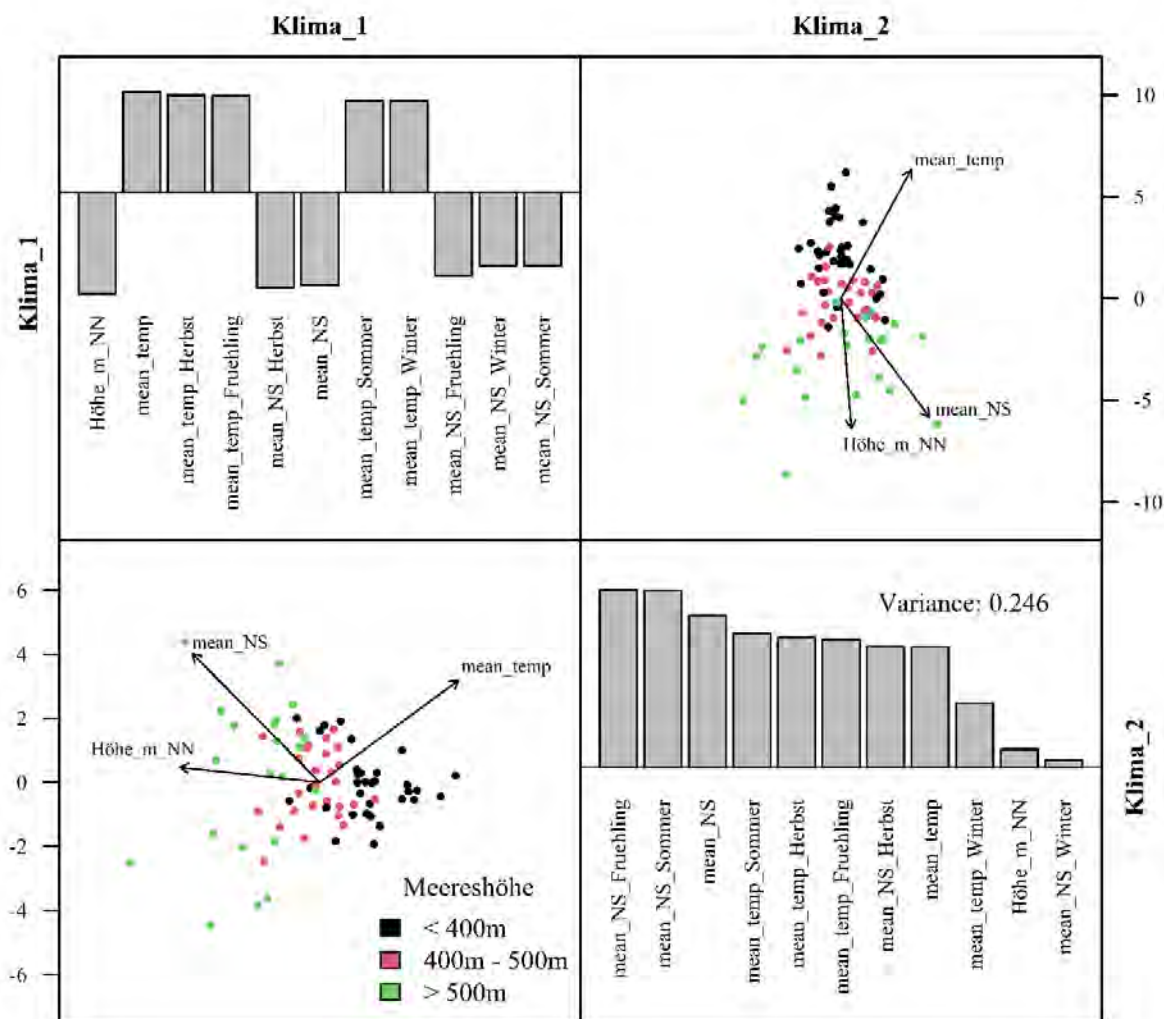 Klima_1
Klima_2
Klima_1
Höhe_m_NN
mean_temp
mean_temp_Herbst
mean_temp_Fruehling
mean_NS_Herbst
mean_NS
mean_temp_Sommer
mean_temp_Winter
mean_NS_Fruehling
mean_NS_Winter
mean_NS_Sommer
mean_temp
mean_NS
Höhe_m_NN
10
5
0
-5
-10
6
4
2
0
-2
-4
-6
mean_NS
mean_temp
Höhe_m_NN
Meereshöhe
< 400m
400m - 500m
> 500m
Variance: 0.246
mean_NS_Fruehling
mean_NS_Sommer
mean_NS
mean_temp_Sommer
mean_temp_Herbst
mean_temp_Fruehling
mean_NS_Herbst
mean_temp
mean_temp_Winter
Höhe_m_NN
mean_NS_Winter
Klima_2